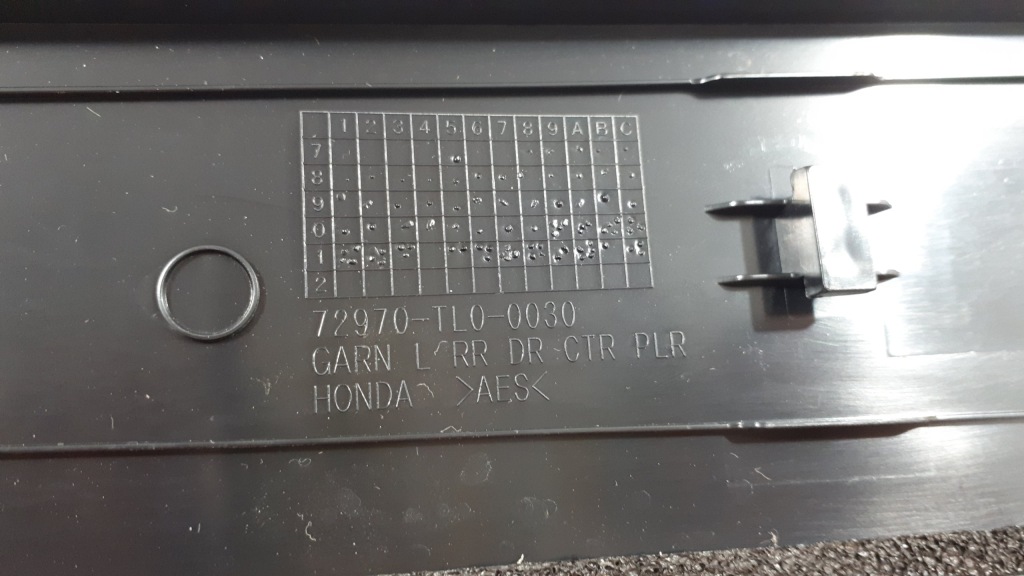 1 2 3 4 5 6 7 8 9 A B C
7
8
9
0
1
2
72970-TL0-0030
GARN L RR DR CTR PLR
HONDA >AES<